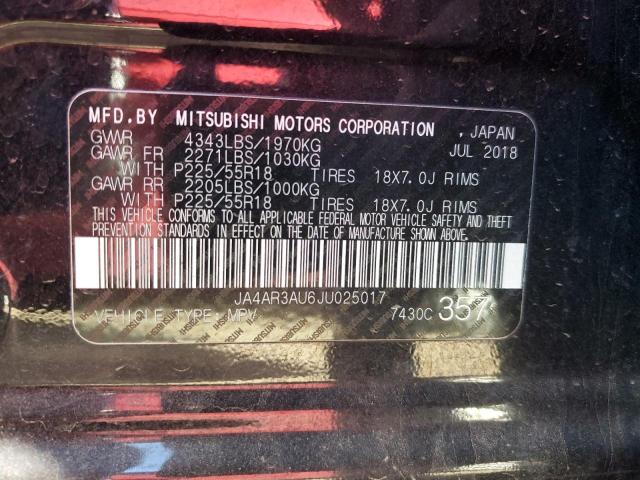 MFD.BY MITSUBISHI MOTORS CORPORATION , JAPAN
GVWR 4343LBS/1970KG JUL 2018
GAWR FR 2271LBS/1030KG
WITH P225/55R18 TIRES 18X7.0J RIMS
GAWR RR 2205LBS/1000KG
WITH P225/55R18 TIRES 18X7.0J RIMS
THIS VEHICLE CONFORMS TO ALL APPLICABLE FEDERAL MOTOR VEHICLE SAFETY AND THEFT
PREVENTION STANDARDS IN EFFECT ON THE DATE OF MANUFACTURE SHOWN ABOVE.
JA4AR3AU6JU025017
VEHICLE TYPE: MPV 7430C 357